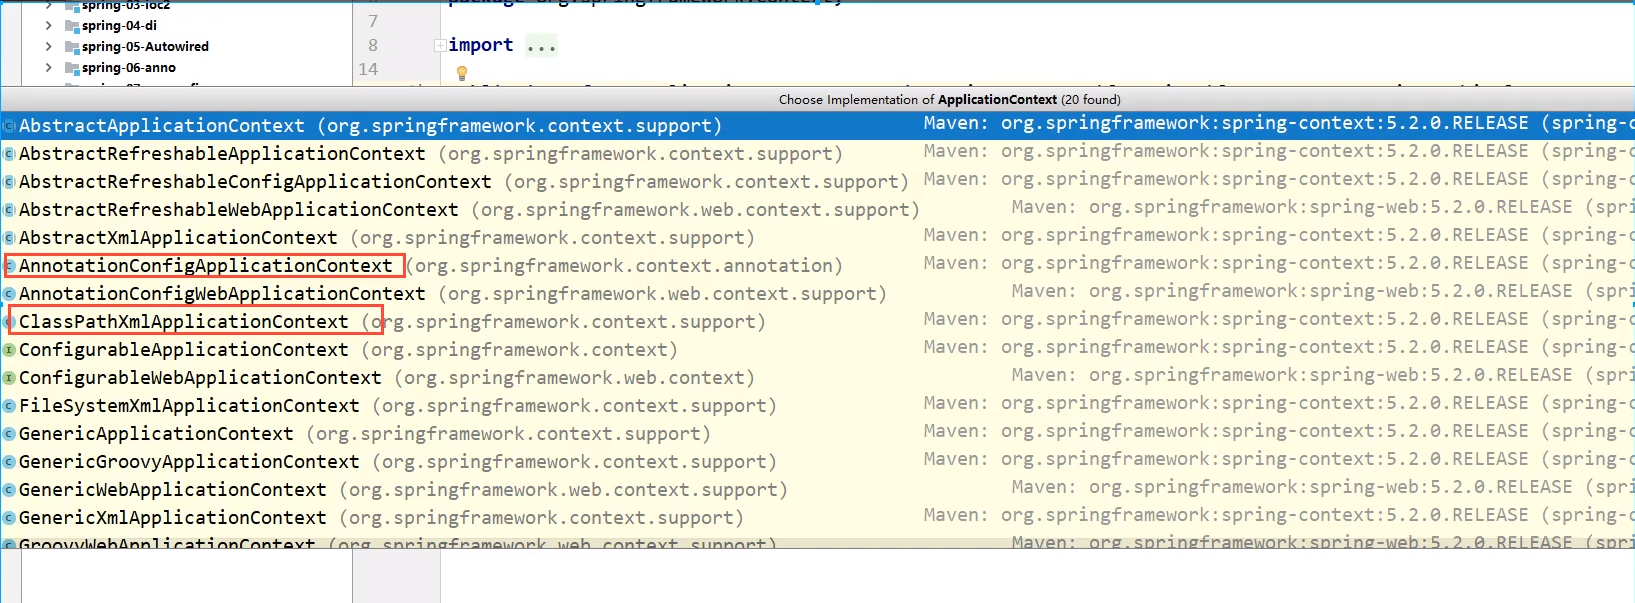 spring-03-ioc2
spring-04-di
spring-05-Autowired
spring-06-anno
7
8 import ...
14
Choose Implementation of ApplicationContext (20 found)
AbstractApplicationContext (org.springframework.context.support) Maven: org.springframework:spring-context:5.2.0.RELEASE (spring-c
AbstractRefreshableApplicationContext (org.springframework.context.support) Maven: org.springframework:spring-context:5.2.0.RELEASE (spring-c
AbstractRefreshableConfigApplicationContext (org.springframework.context.support) Maven: org.springframework:spring-context:5.2.0.RELEASE (spring-c
AbstractRefreshableWebApplicationContext (org.springframework.web.context.support) Maven: org.springframework:spring-web:5.2.0.RELEASE (spri
AbstractXmlApplicationContext (org.springframework.context.support) Maven: org.springframework:spring-context:5.2.0.RELEASE (spring-c
AnnotationConfigApplicationContext (org.springframework.context.annotation) Maven: org.springframework:spring-context:5.2.0.RELEASE (spring-c
AnnotationConfigWebApplicationContext (org.springframework.web.context.support) Maven: org.springframework:spring-web:5.2.0.RELEASE (spri
ClassPathXmlApplicationContext (org.springframework.context.support) Maven: org.springframework:spring-context:5.2.0.RELEASE (spring-c
ConfigurableApplicationContext (org.springframework.context) Maven: org.springframework:spring-context:5.2.0.RELEASE (spring-c
ConfigurableWebApplicationContext (org.springframework.web.context) Maven: org.springframework:spring-web:5.2.0.RELEASE (spri
FileSystemXmlApplicationContext (org.springframework.context.support) Maven: org.springframework:spring-context:5.2.0.RELEASE (spring-c
GenericApplicationContext (org.springframework.context.support) Maven: org.springframework:spring-context:5.2.0.RELEASE (spring-c
GenericGroovyApplicationContext (org.springframework.context.support) Maven: org.springframework:spring-context:5.2.0.RELEASE (spring-c
GenericWebApplicationContext (org.springframework.web.context.support) Maven: org.springframework:spring-web:5.2.0.RELEASE (spri
GenericXmlApplicationContext (org.springframework.context.support) Maven: org.springframework:spring-context:5.2.0.RELEASE (spring-c
GroovyWebApplicationContext (org.springframework.web.context.support) Maven: org.springframework:spring-web:5.2.0.RELEASE (spri